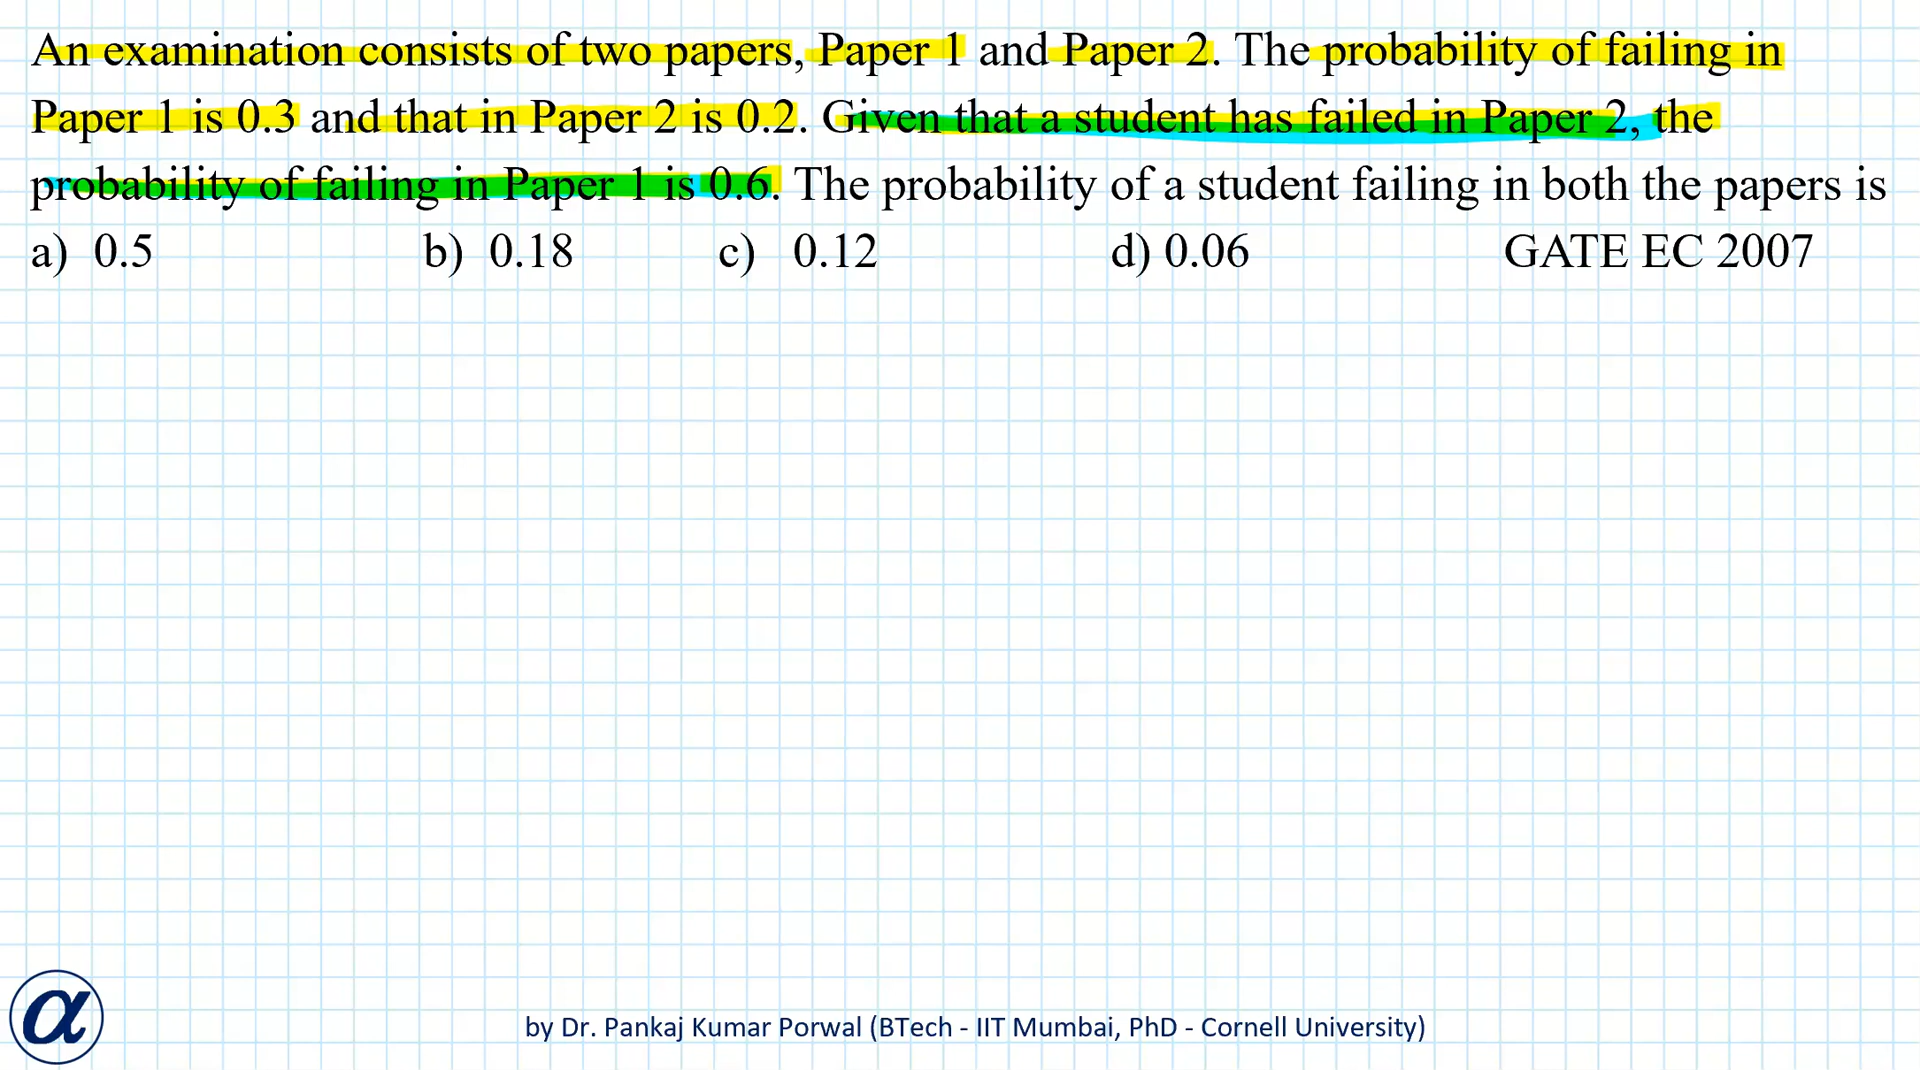 An examination consists of two papers, Paper 1 and Paper 2. The probability of failing in
Paper 1 is 0.3 and that in Paper 2 is 0.2. Given that a student has failed in Paper 2, the
probability of failing in Paper 1 is 0.6. The probability of a student failing in both the papers is
a) 0.5 b) 0.18 c) 0.12 d) 0.06 GATE EC 2007
α
by Dr. Pankaj Kumar Porwal (BTech - IIT Mumbai, PhD - Cornell University)